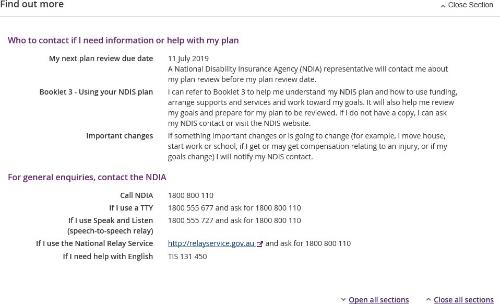 Find out more
Close Section
Who to contact if I need information or help with my plan
My next plan review due date 11 July 2019
A National Disability Insurance Agency (NDIA) representative will contact me about
my plan review before my plan review date.
Booklet 3 - Using your NDIS plan I can refer to Booklet 3 to help me understand my NDIS plan and how to use funding,
arrange supports and services and work toward my goals. It will also help me review
my goals and prepare for my plan to be reviewed. If I do not have a copy, I can ask
my NDIS contact or visit the NDIS website.
Important changes If something important changes or is going to change (for example, I move house,
start work or school, if I get or may get compensation relating to an injury, or if my
goals change) I will notify my NDIS contact.
For general enquiries, contact the NDIA
Call NDIA 1800 800 110
If I use a TTY 1800 555 677 and ask for 1800 800 110
If I use Speak and Listen 1800 555 727 and ask for 1800 800 110
(speech-to-speech relay)
If I use the National Relay Service http://relayservice.gov.au and ask for 1800 800 110
If I need help with English TIS 131 450
Open all sections Close all sections